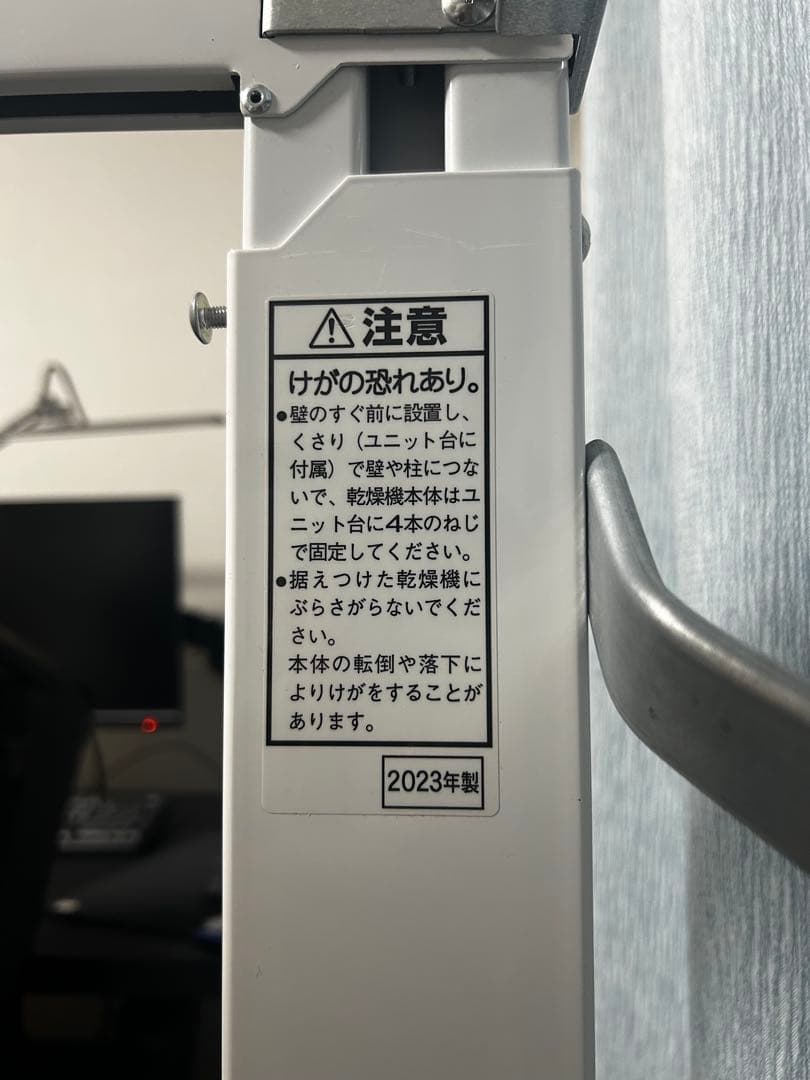 ⚠注意
けがの恐れあり。
●壁のすぐ前に設置し、
くさり（ユニット台に
付属）で壁や柱につな
いで、乾燥機本体はユ
ニット台に4本のねじ
で固定してください。
●据えつけた乾燥機に
ぶらさがらないでくだ
さい。
本体の転倒や落下に
よりけがをすることが
あります。
2023年製